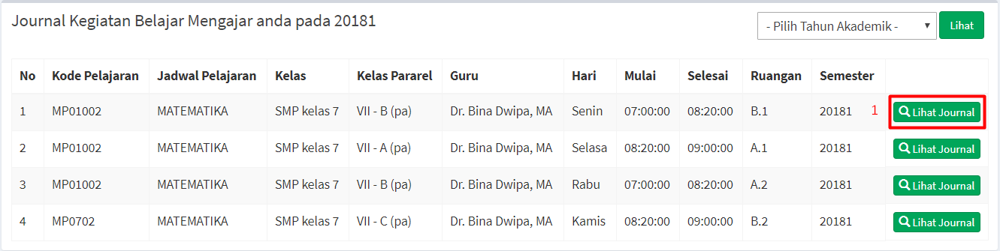 Journal Kegiatan Belajar Mengajar anda pada 20181
- Pilih Tahun Akademik - Lihat
No Kode Pelajaran Jadwal Pelajaran Kelas Kelas Pararel Guru Hari Mulai Selesai Ruangan Semester
1 MP01002 MATEMATIKA SMP kelas 7 VII - B (pa) Dr. Bina Dwipa, MA Senin 07:00:00 08:20:00 B.1 20181 1 Lihat Journal
2 MP01002 MATEMATIKA SMP kelas 7 VII - A (pa) Dr. Bina Dwipa, MA Selasa 08:20:00 09:00:00 A.1 20181 Lihat Journal
3 MP01002 MATEMATIKA SMP kelas 7 VII - B (pa) Dr. Bina Dwipa, MA Rabu 07:00:00 08:20:00 A.2 20181 Lihat Journal
4 MP0702 MATEMATIKA SMP kelas 7 VII - C (pa) Dr. Bina Dwipa, MA Kamis 08:20:00 09:00:00 B.2 20181 Lihat Journal